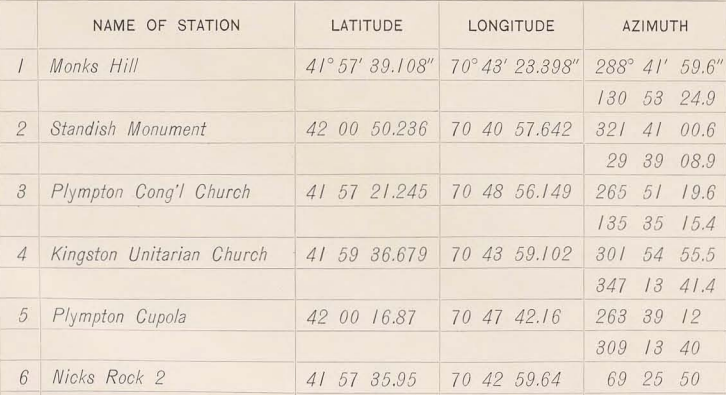 NAME OF STATION LATITUDE LONGITUDE AZIMUTH
1 Monks Hill 41° 57' 39.108" 70° 43' 23.898" 288° 41' 59.6"
130 53 24.9
2 Standish Monument 42 00 50.236 70 40 57.642 321 41 00.6
29 39 08.9
3 Plympton Cong'l Church 41 57 21.245 70 48 56.149 265 51 19.6
135 35 15.4
4 Kingston Unitarian Church 41 59 36.679 70 43 59.102 301 54 55.5
347 13 41.4
5 Plympton Cupola 42 00 16.87 70 47 42.16 263 39 12
309 13 40
6 Nicks Rock 2 41 57 35.95 70 42 59.64 69 25 50